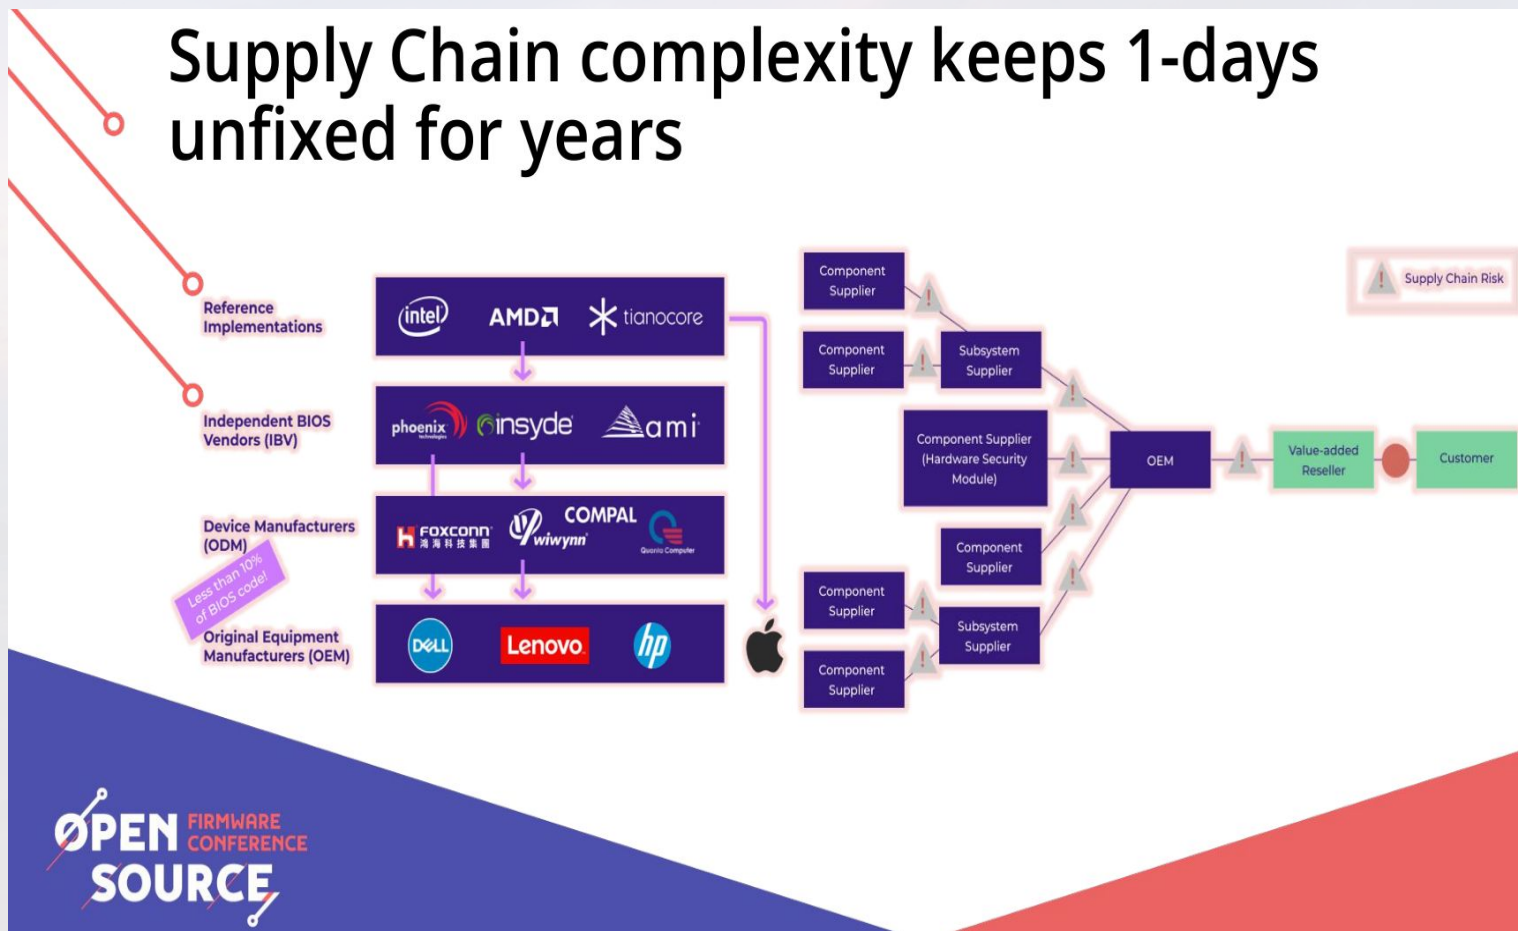 Supply Chain complexity keeps 1-days
unfixed for years
Reference
Implementations
intel
AMD
tianocore
Independent BIOS
Vendors (IBV)
phoenix
technologies
insyde
ami
Device Manufacturers
(ODM)
FOXCONN
鴻海科技集團
wiwynn
COMPAL
Quanta Computer
Less than 10%
of BIOS code!
Original Equipment
Manufacturers (OEM)
DELL
Lenovo
hp
Component
Supplier
Component
Supplier
Subsystem
Supplier
Component Supplier
(Hardware Security
Module)
Component
Supplier
Component
Supplier
Subsystem
Supplier
Component
Supplier
OEM
Value-added
Reseller
Customer
! Supply Chain Risk
!
!
!
!
!
!
!
!
!
OPEN FIRMWARE
CONFERENCE
SOURCE